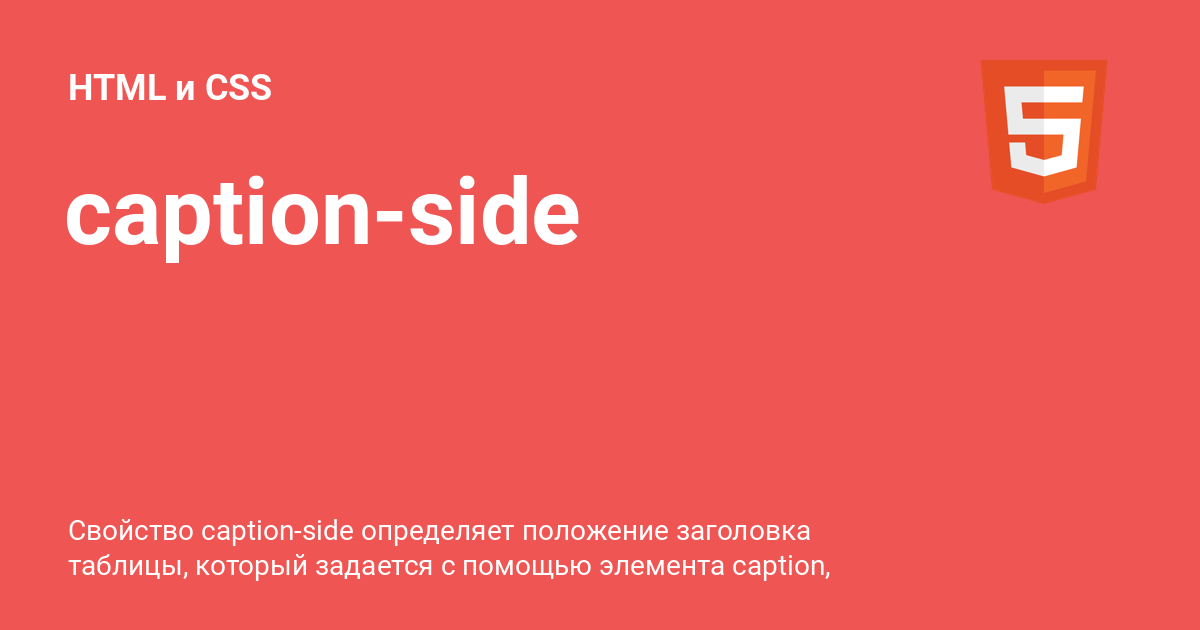 HTML и CSS
caption-side
Свойство caption-side определяет положение заголовка
таблицы, который задается с помощью элемента caption,